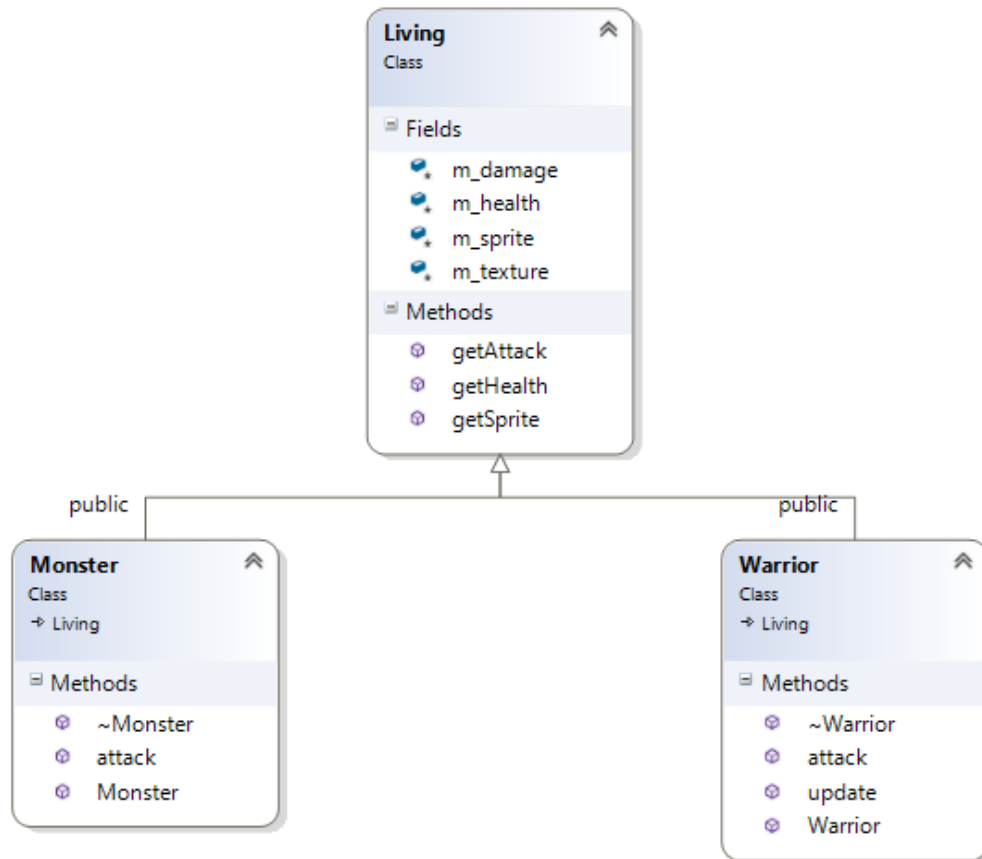 Living
Class
Fields
m_damage
m_health
m_sprite
m_texture
Methods
getAttack
getHealth
getSprite
public
public
Monster
Class
Living
Methods
~Monster
attack
Monster
Warrior
Class
Living
Methods
~Warrior
attack
update
Warrior